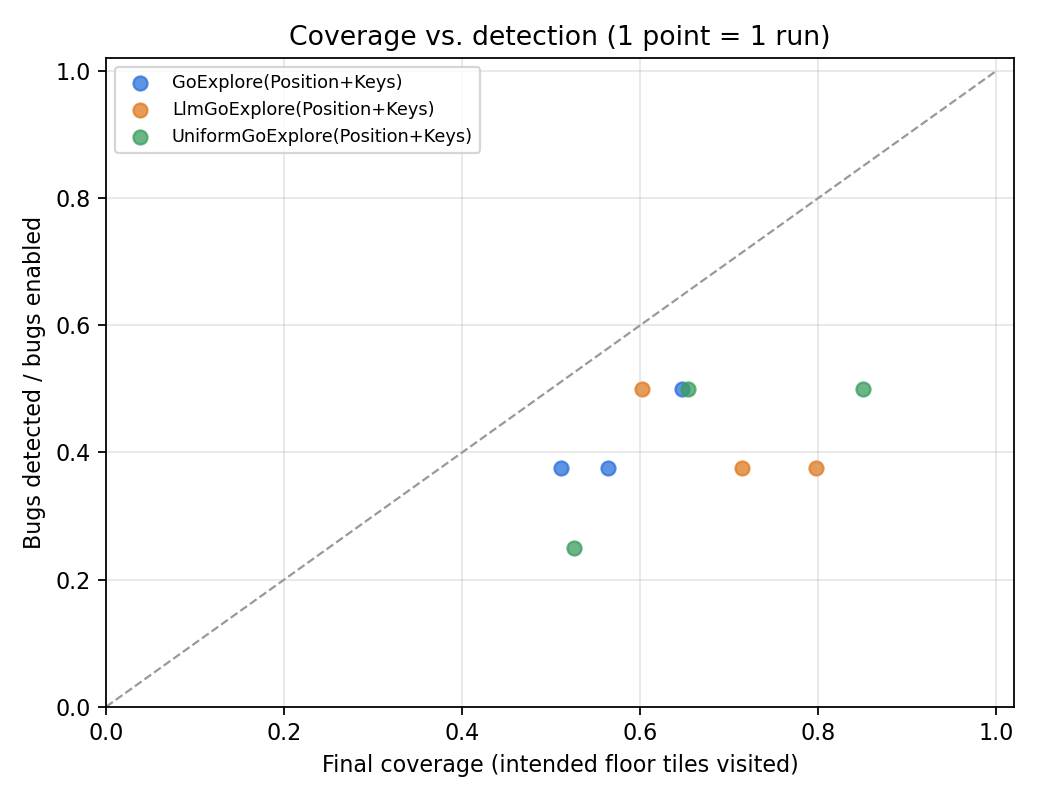 Coverage vs. detection (1 point = 1 run)
GoExplore(Position+Keys)
LlmGoExplore(Position+Keys)
UniformGoExplore(Position+Keys)
Bugs detected / bugs enabled
1.0
0.8
0.6
0.4
0.2
0.0
0.0 0.2 0.4 0.6 0.8 1.0
Final coverage (intended floor tiles visited)